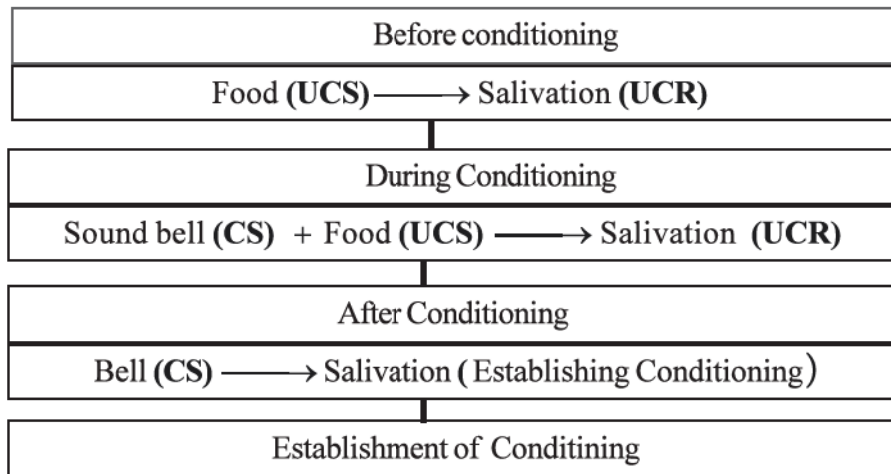 Before conditioning
Food (UCS) ⟶ Salivation (UCR)
During Conditioning
Sound bell (CS) + Food (UCS) ⟶ Salivation (UCR)
After Conditioning
Bell (CS) ⟶ Salivation ( Establishing Conditioning )
Establishment of Conditining